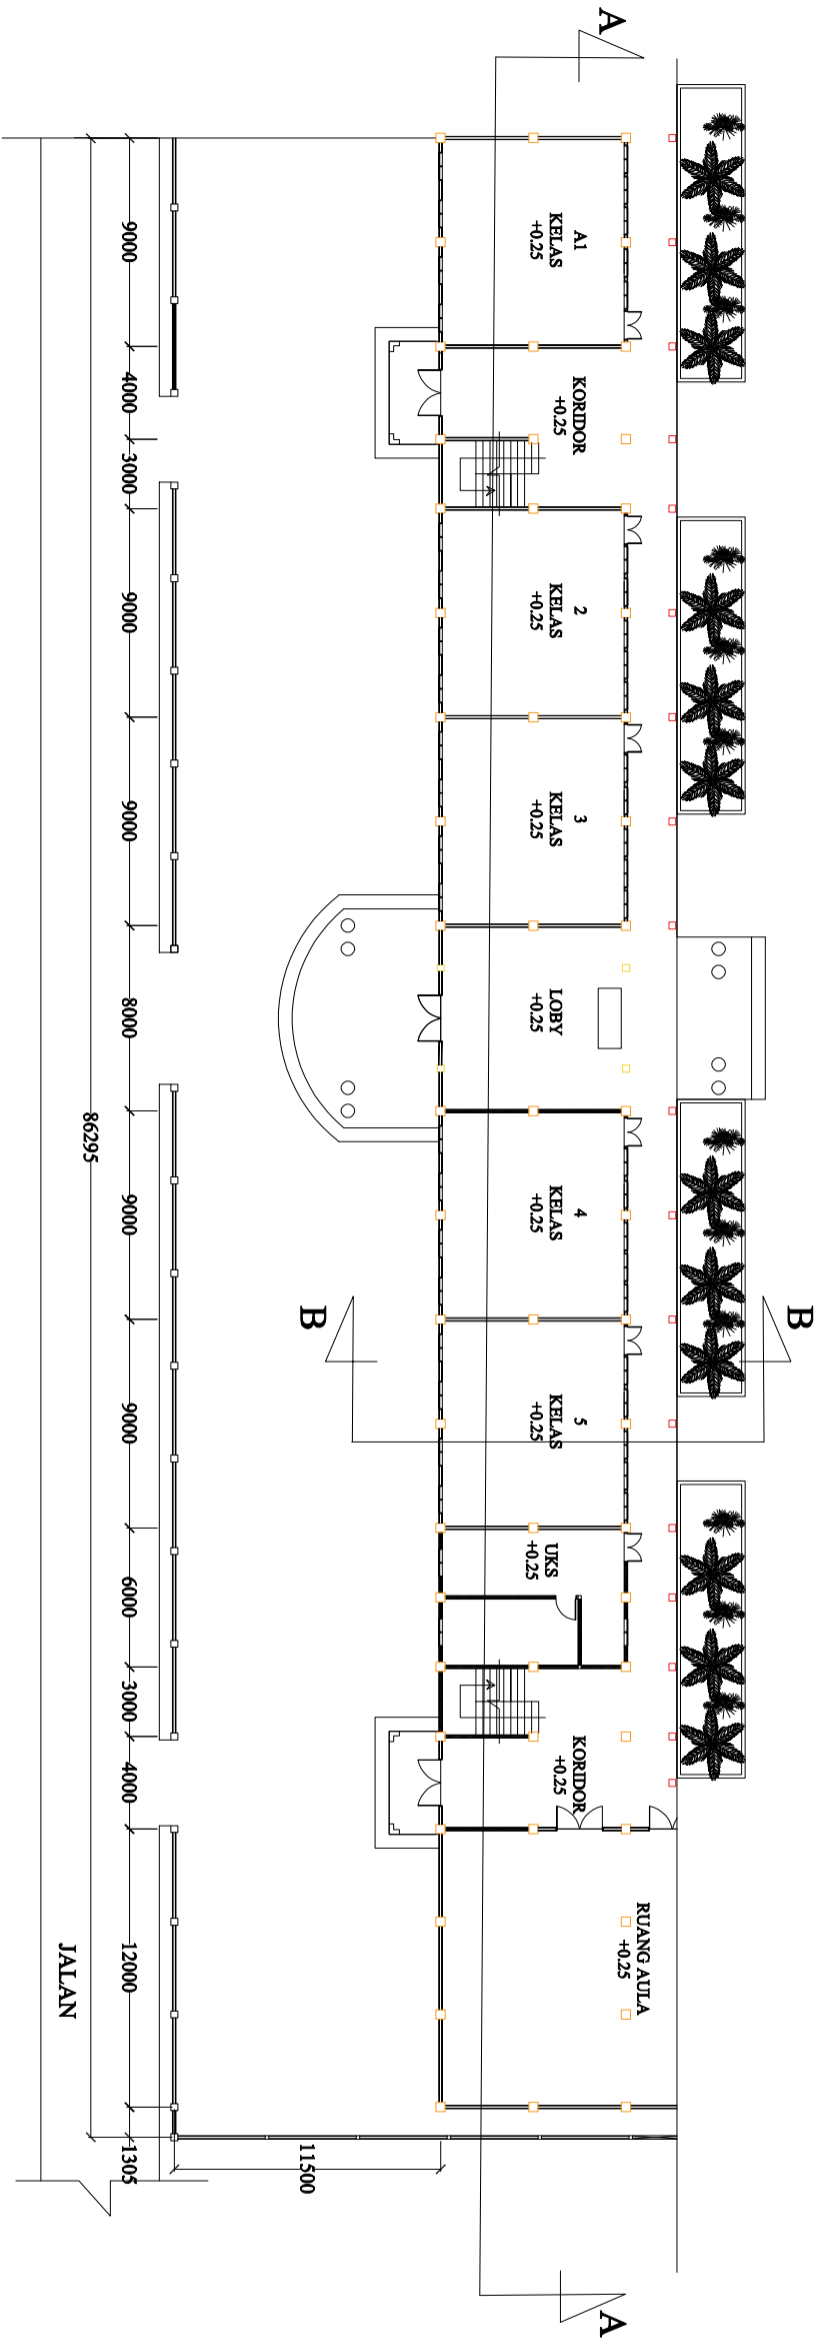 A
A1
KELAS
+0.25
KORIDOR
+0.25
2
KELAS
+0.25
3
KELAS
+0.25
LOBY
+0.25
4
KELAS
+0.25
B
B
5
KELAS
+0.25
UKS
+0.25
KORIDOR
+0.25
RUANG AULA
+0.25
A
11500
9000
4000
3000
9000
9000
8000
9000
9000
6000
3000
4000
12000
1305
86295
JALAN